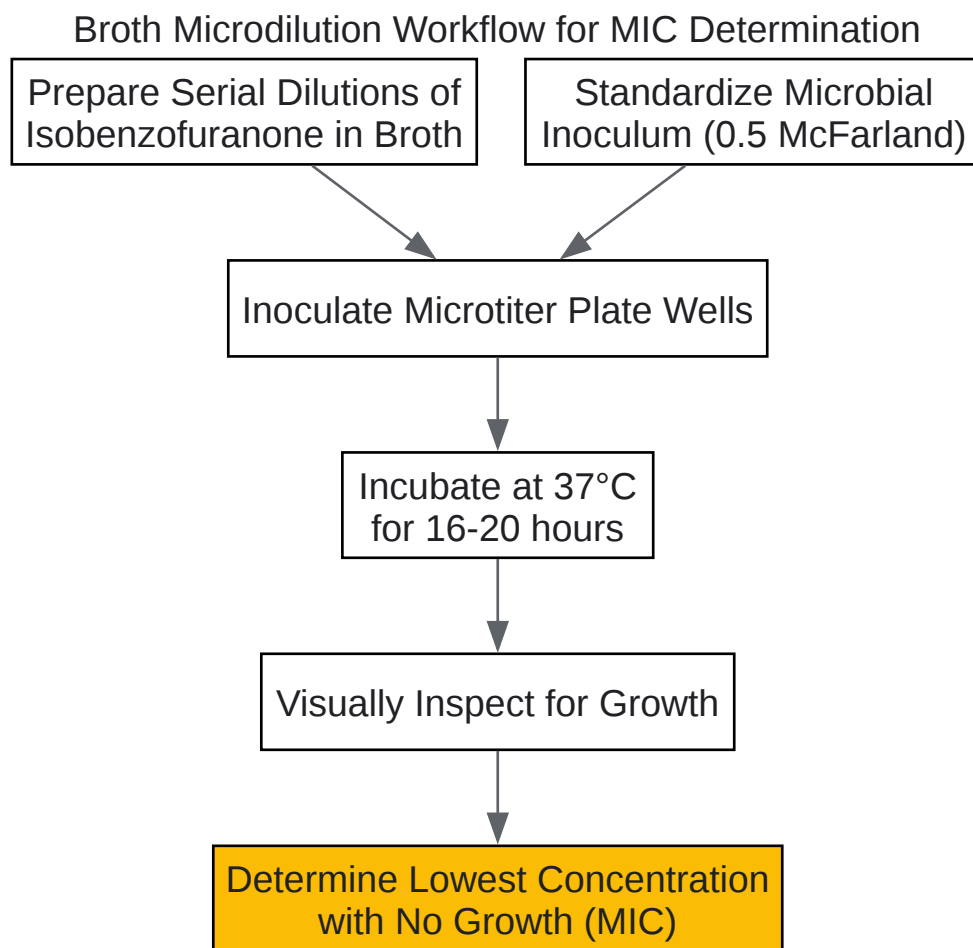 Broth Microdilution Workflow for MIC Determination
Prepare Serial Dilutions of
Isobenzofuranone in Broth
Standardize Microbial
Inoculum (0.5 McFarland)
Inoculate Microtiter Plate Wells
Incubate at 37°C
for 16-20 hours
Visually Inspect for Growth
Determine Lowest Concentration
with No Growth (MIC)